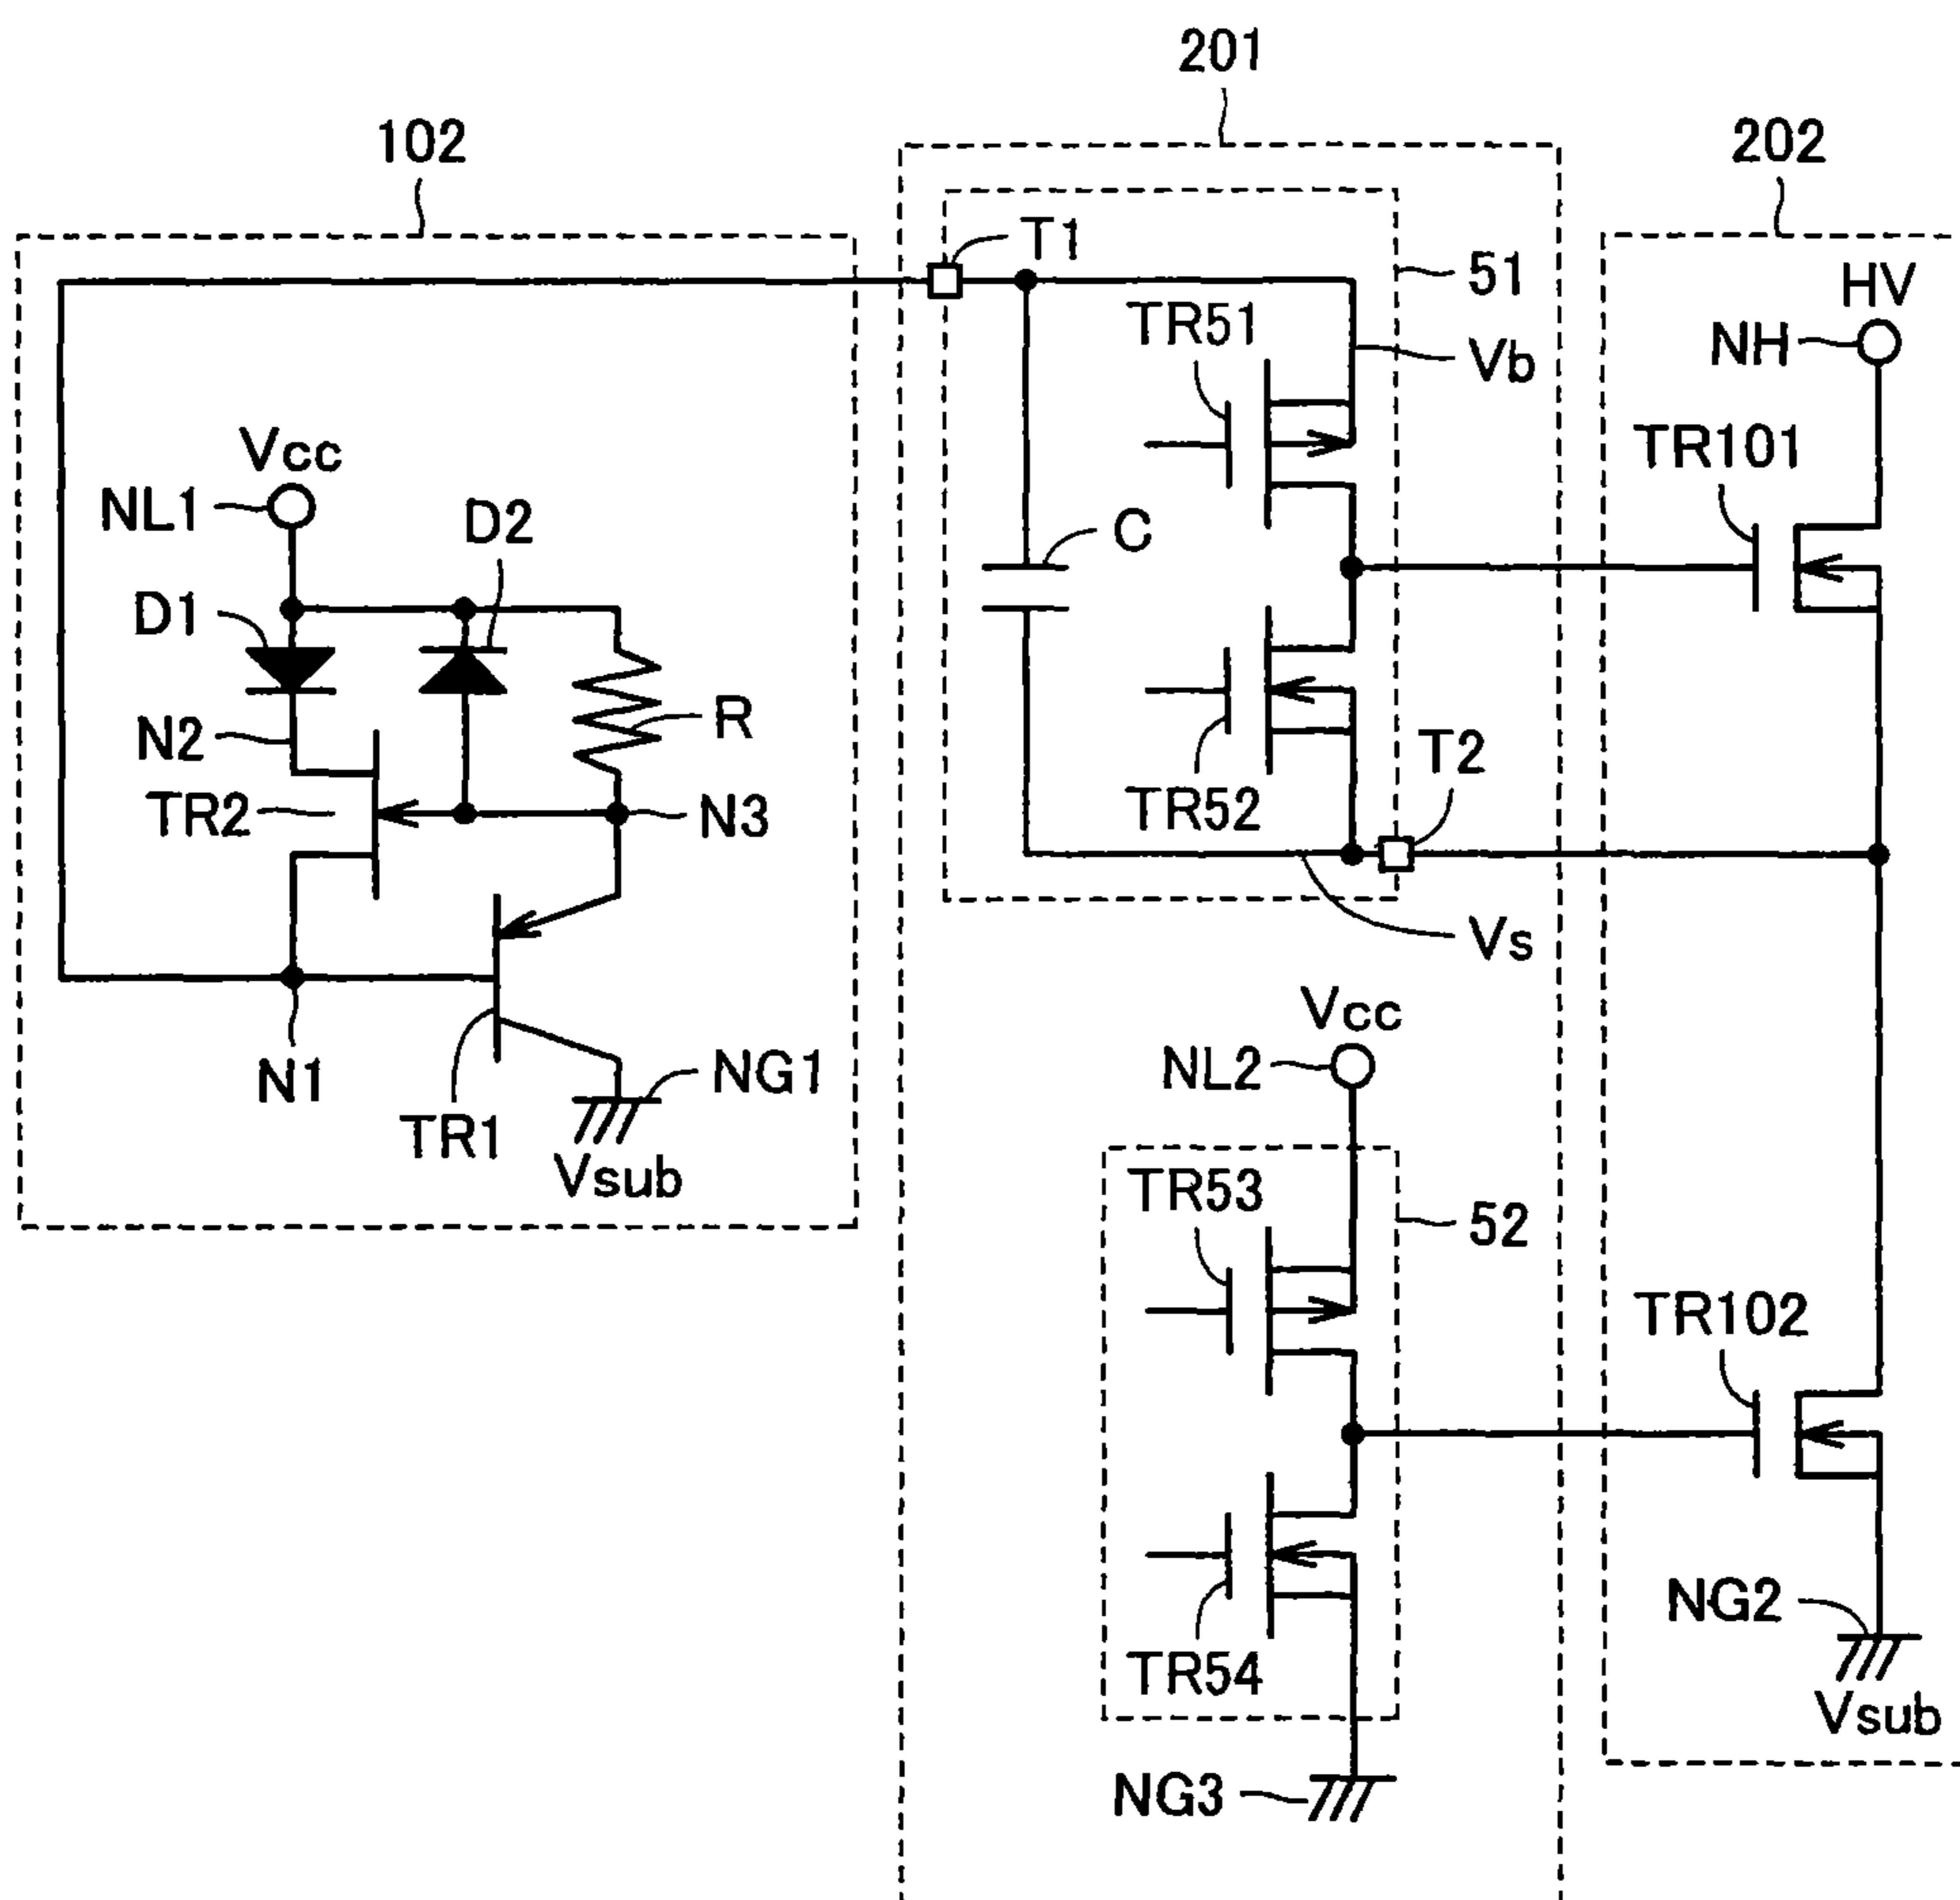 201
102
202
T1
51
HV
TR51
NH
Vb
Vcc
TR101
NL1
D2
C
D1
R
N2
T2
TR2
N3
TR52
Vs
Vcc
NL2
N1
NG1
TR1
Vsub
TR53
52
TR102
NG2
TR54
Vsub
NG3